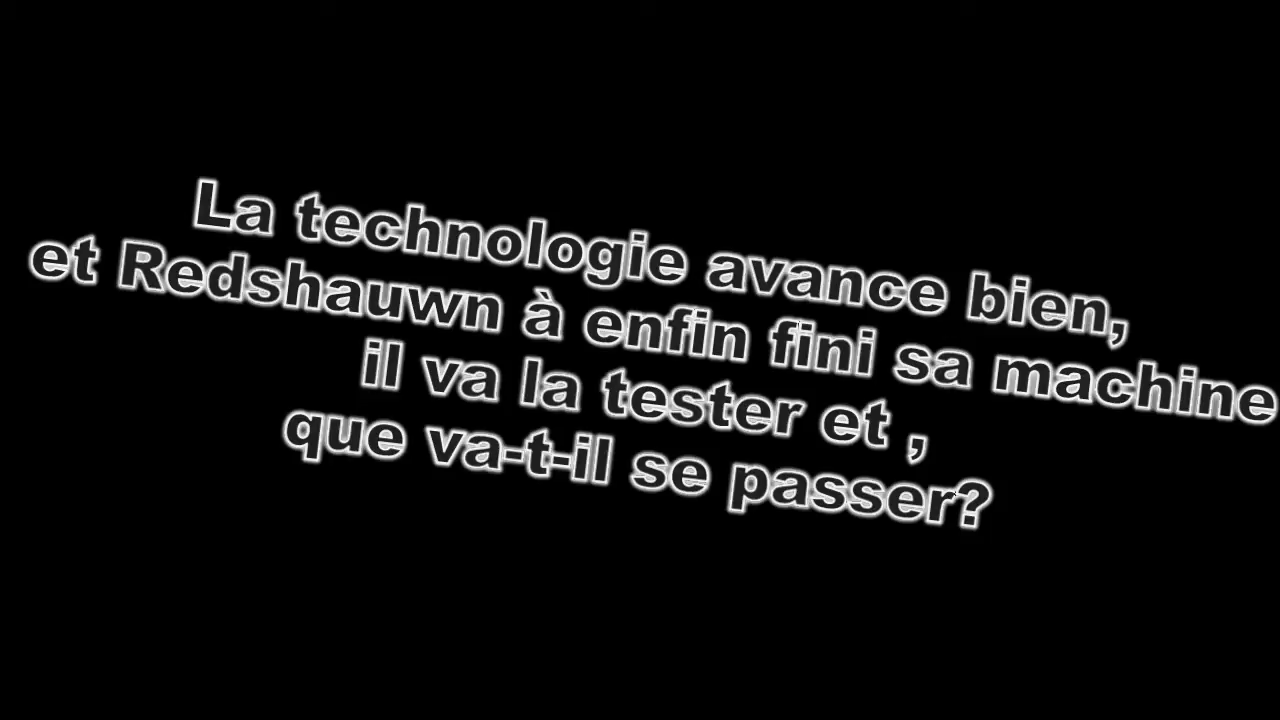 La technologie avance bien,
et Redshauwn à enfin fini sa machine
il va la tester et ,
que va-t-il se passer?